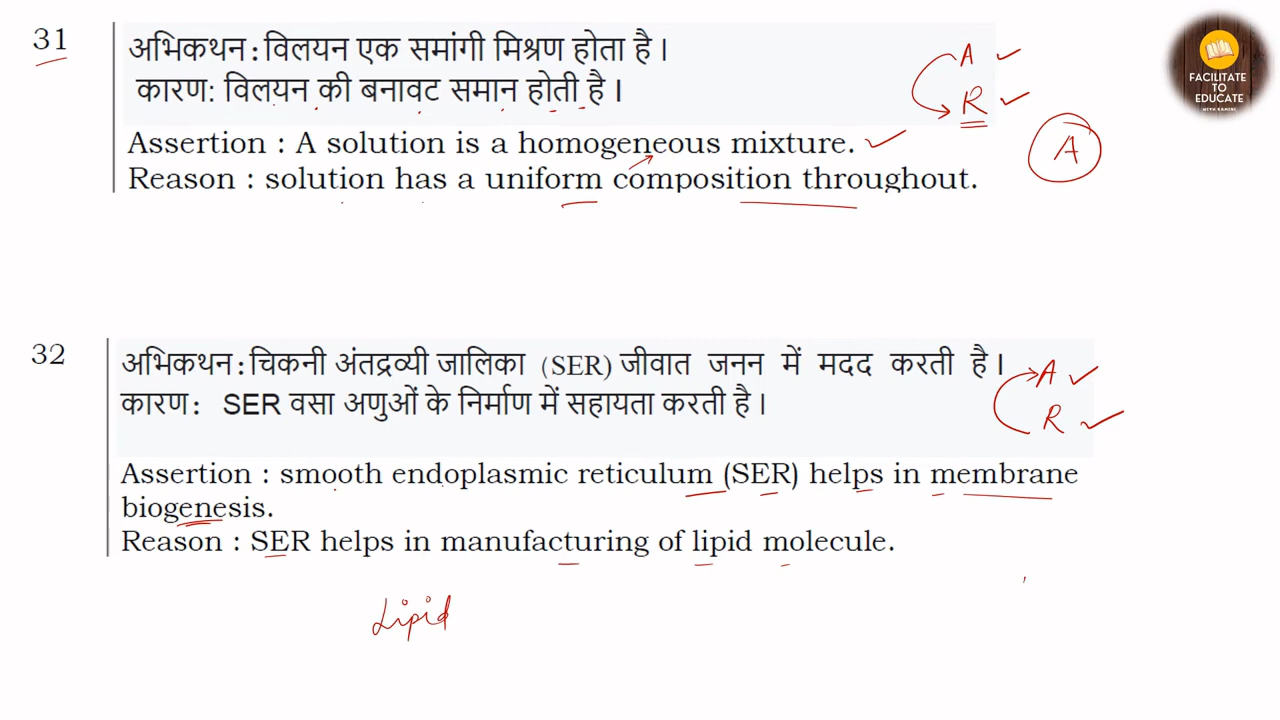 31
अभिकथन: विलयन एक समांगी मिश्रण होता है।
कारण: विलयन की बनावट समान होती है।
Assertion : A solution is a homogeneous mixture.
Reason : solution has a uniform composition throughout.
A
R
A
FACILITATE
TO
EDUCATE
WITH KAMINI
32
अभिकथन: चिकनी अंतद्रव्यी जालिका (SER) जीवात जनन में मदद करती है।
कारण: SER वसा अणुओं के निर्माण में सहायता करती है।
A
R
Assertion : smooth endoplasmic reticulum (SER) helps in membrane
biogenesis.
Reason : SER helps in manufacturing of lipid molecule.
Lipid